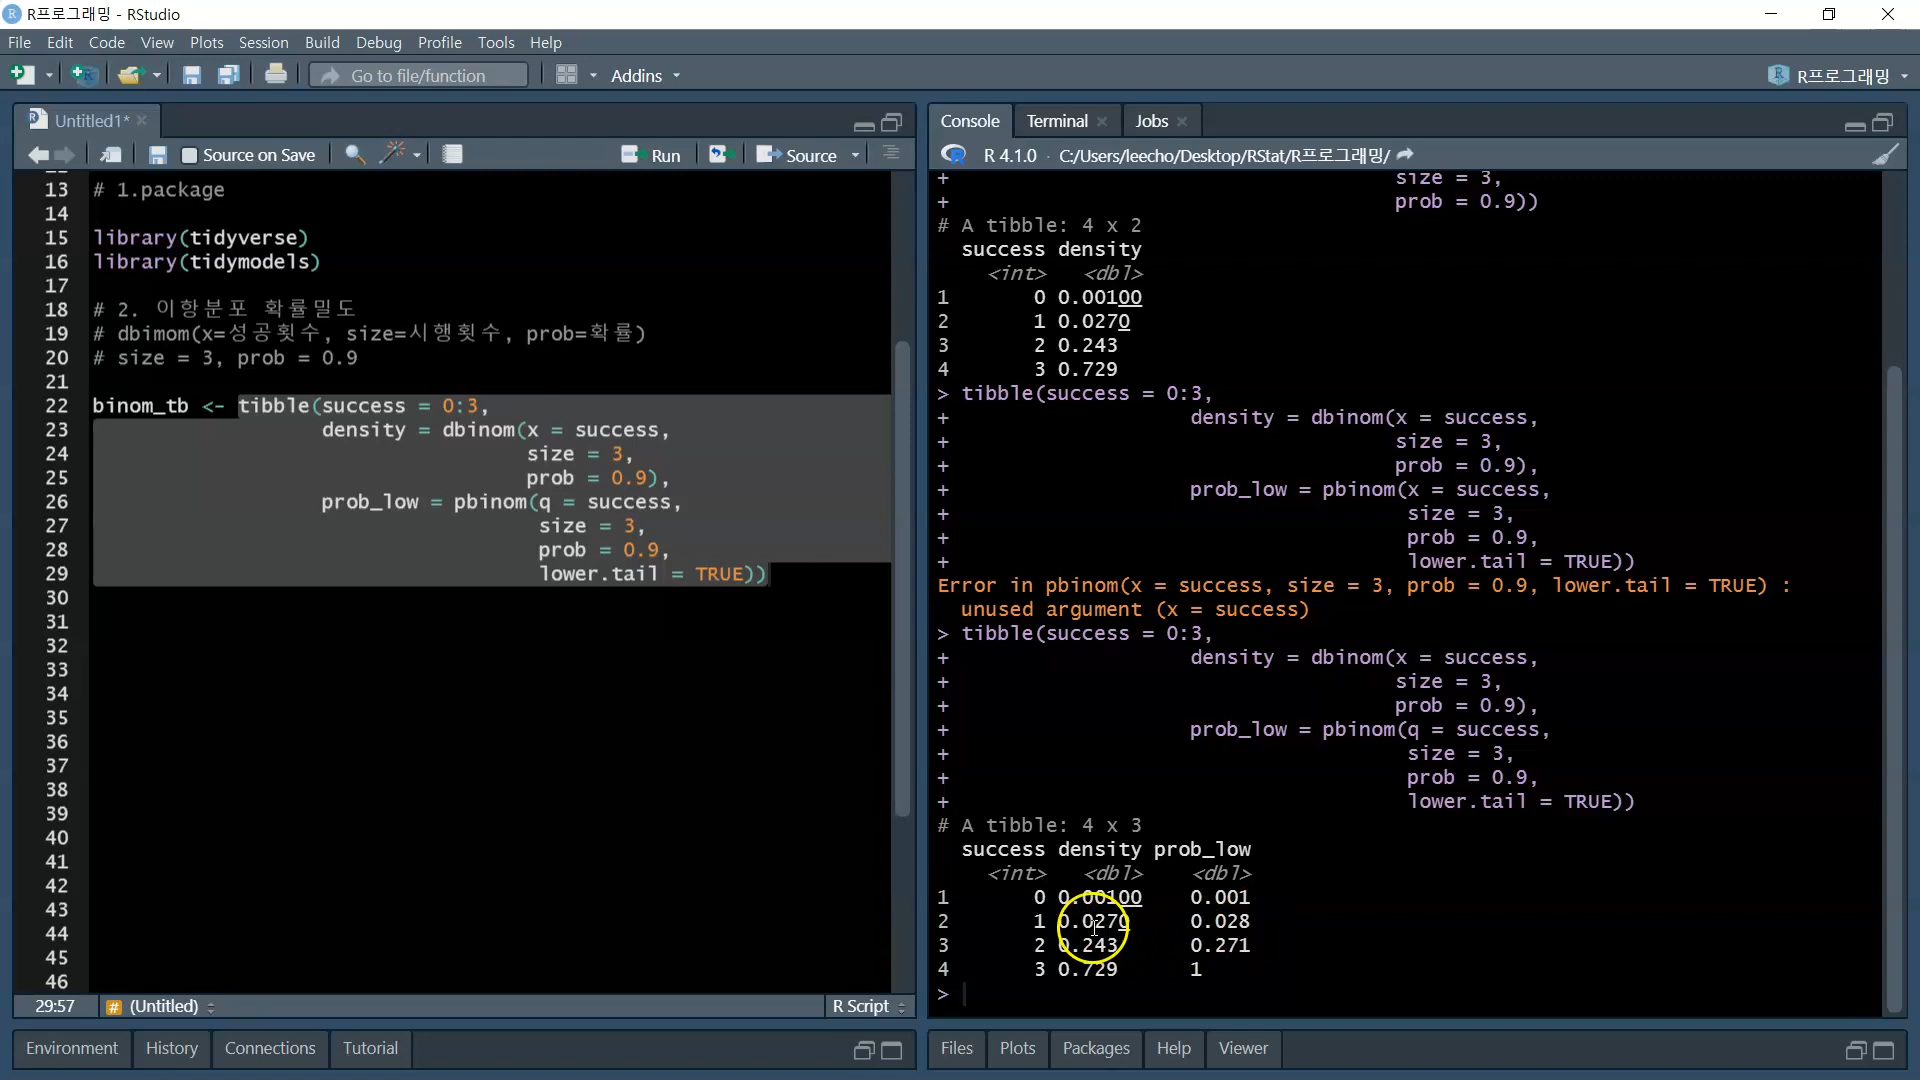 R프로그래밍 - RStudio
File Edit Code View Plots Session Build Debug Profile Tools Help
Go to file/function Addins R프로그래밍
Untitled1*
Source on Save Run Source
13 # 1.package
14
15 library(tidyverse)
16 library(tidymodels)
17
18 # 2. 이항분포 확률밀도
19 # dbimom(x=성공횟수, size=시행횟수, prob=확률)
20 # size = 3, prob = 0.9
21
22 binom_tb <- tibble(success = 0:3,
23 density = dbinom(x = success,
24 size = 3,
25 prob = 0.9),
26 prob_low = pbinom(q = success,
27 size = 3,
28 prob = 0.9,
29 lower.tail = TRUE))
30
31
32
33
34
35
36
37
38
39
40
41
42
43
44
45
46
29:57 # (Untitled) R Script
Environment History Connections Tutorial
Console Terminal Jobs
R 4.1.0 · C:/Users/leecho/Desktop/RStat/R프로그래밍/
+ size = 3,
+ prob = 0.9))
# A tibble: 4 x 2
success density
<int> <dbl>
1 0 0.00100
2 1 0.0270
3 2 0.243
4 3 0.729
> tibble(success = 0:3,
+ density = dbinom(x = success,
+ size = 3,
+ prob = 0.9),
+ prob_low = pbinom(x = success,
+ size = 3,
+ prob = 0.9,
+ lower.tail = TRUE))
Error in pbinom(x = success, size = 3, prob = 0.9, lower.tail = TRUE) :
unused argument (x = success)
> tibble(success = 0:3,
+ density = dbinom(x = success,
+ size = 3,
+ prob = 0.9),
+ prob_low = pbinom(q = success,
+ size = 3,
+ prob = 0.9,
+ lower.tail = TRUE))
# A tibble: 4 x 3
success density prob_low
<int> <dbl> <dbl>
1 0 0.00100 0.001
2 1 0.0270 0.028
3 2 0.243 0.271
4 3 0.729 1
>
Files Plots Packages Help Viewer